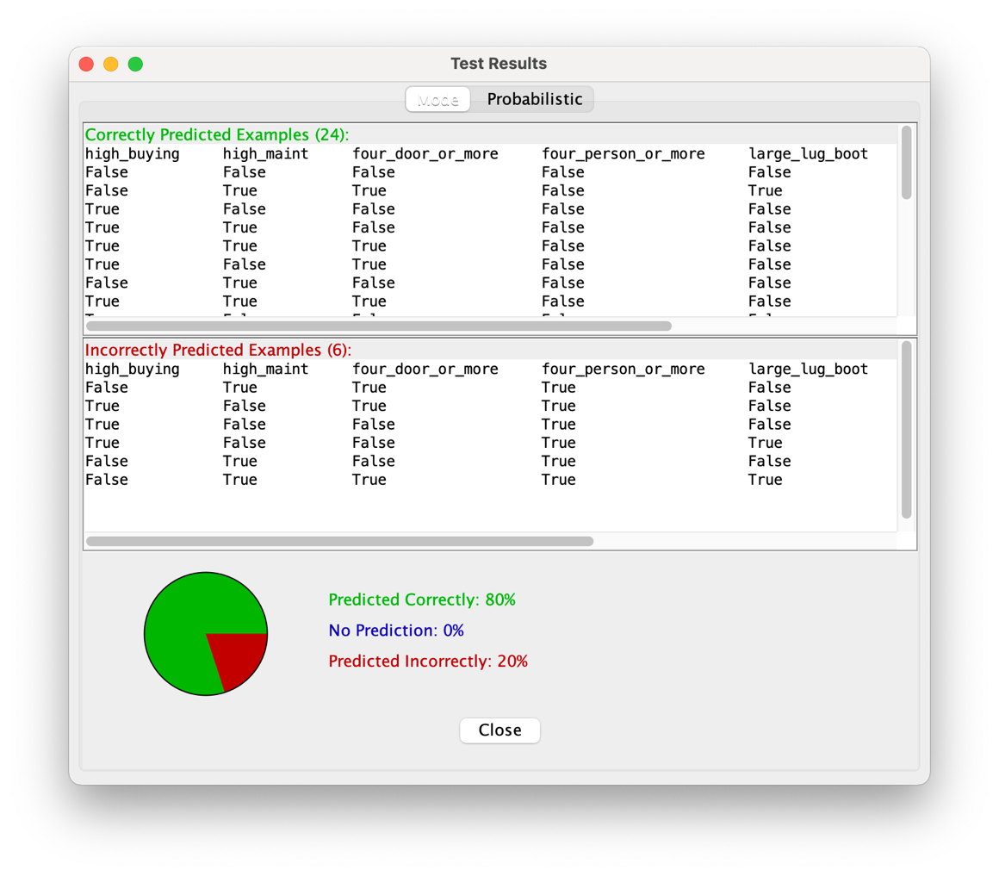 Test Results
Mode Probabilistic
Correctly Predicted Examples (24):
high_buying high_maint four_door_or_more four_person_or_more large_lug_boot
False False False False False
False True True False True
True False False False False
True True False False False
True True True False False
True False True False False
False True False False False
True True True False False
Incorrectly Predicted Examples (6):
high_buying high_maint four_door_or_more four_person_or_more large_lug_boot
False True True True False
True False True True False
True False False True False
True False False True True
False True False True False
False True True True True
Predicted Correctly: 80%
No Prediction: 0%
Predicted Incorrectly: 20%
Close